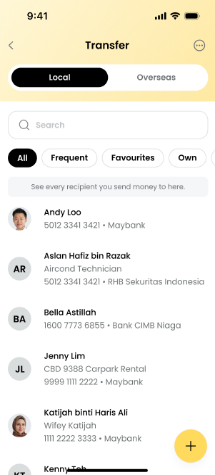 9:41
Transfer
Local
Overseas
Search
All
Frequent
Favourites
Own
See every recipient you send money to here.
Andy Loo
5012 3341 3421 • Maybank
AR
Aslan Hafiz bin Razak
Aircond Technician
5012 3341 3421 • RHB Sekuritas Indonesia
BA
Bella Astillah
1600 7773 6855 • Bank CIMB Niaga
JL
Jenny Lim
CBD 9388 Carpark Rental
9999 1111 2222 • Maybank
Katijah binti Haris Ali
Wifey Katijah
1111 2222 3333 • Maybank
KT
Kenny Toh